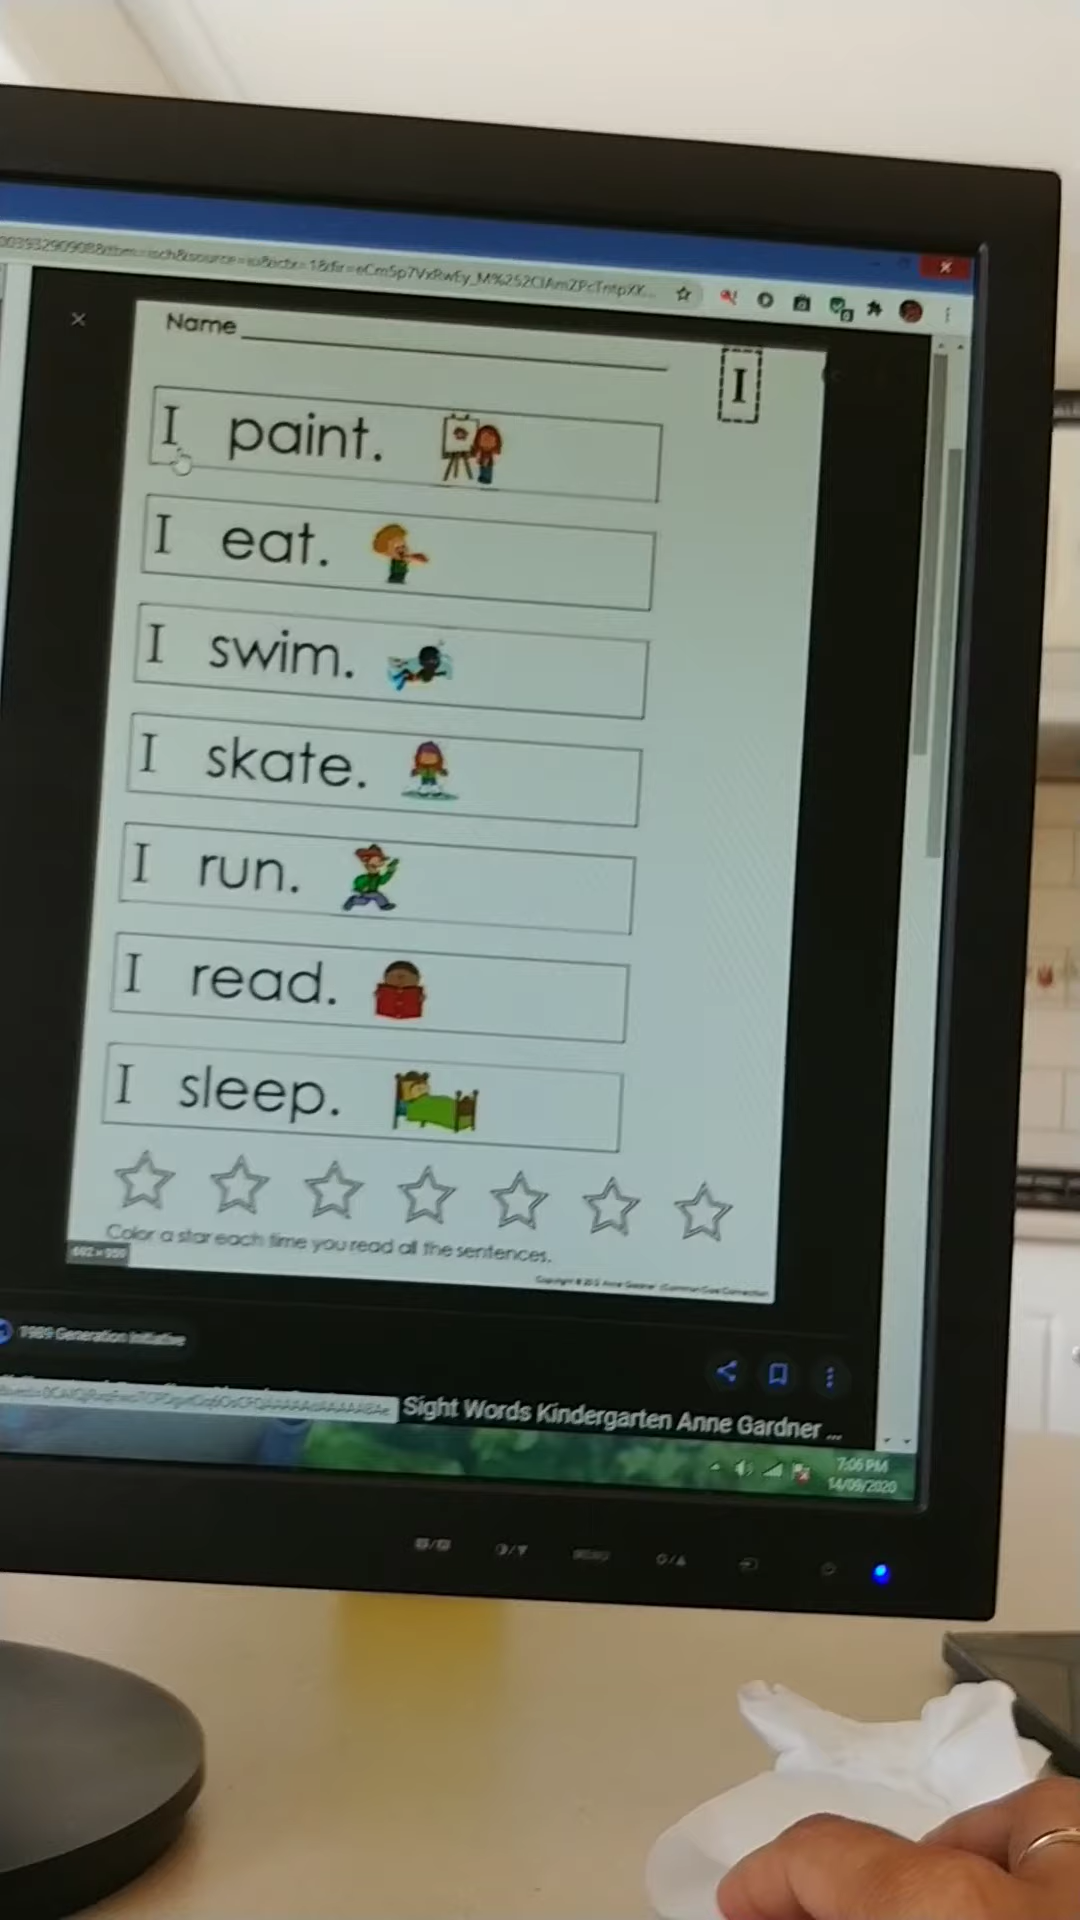 Name
I
I paint.
I eat.
I swim.
I skate.
I run.
I read.
I sleep.
Color a star each time you read all the sentences.
1989 Generation Initiative
Sight Words Kindergarten Anne Gardner ...
7:06 PM
14/09/2020
MENU